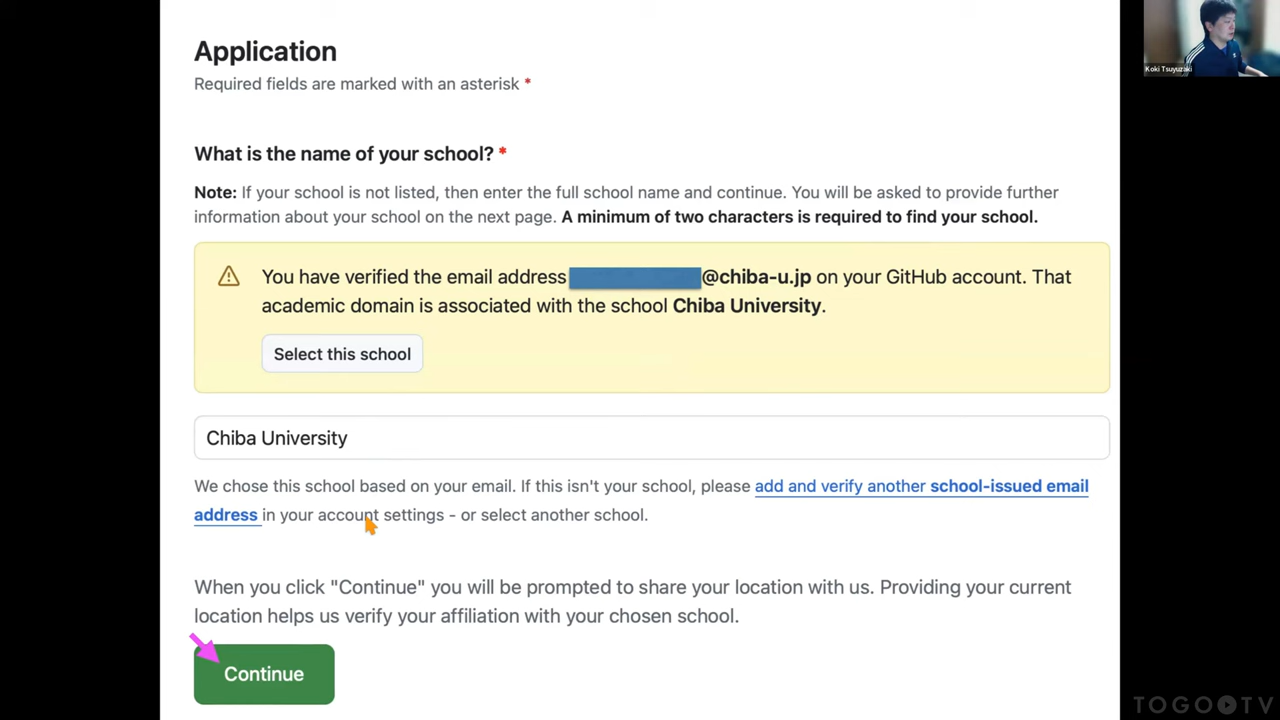 Application
Required fields are marked with an asterisk *
What is the name of your school? *
Note: If your school is not listed, then enter the full school name and continue. You will be asked to provide further
information about your school on the next page. A minimum of two characters is required to find your school.
You have verified the email address @chiba-u.jp on your GitHub account. That
academic domain is associated with the school Chiba University.
Select this school
Chiba University
We chose this school based on your email. If this isn't your school, please add and verify another school-issued email
address in your account settings - or select another school.
When you click "Continue" you will be prompted to share your location with us. Providing your current
location helps us verify your affiliation with your chosen school.
Continue
Koki Tsuyuzaki
TOGOTV